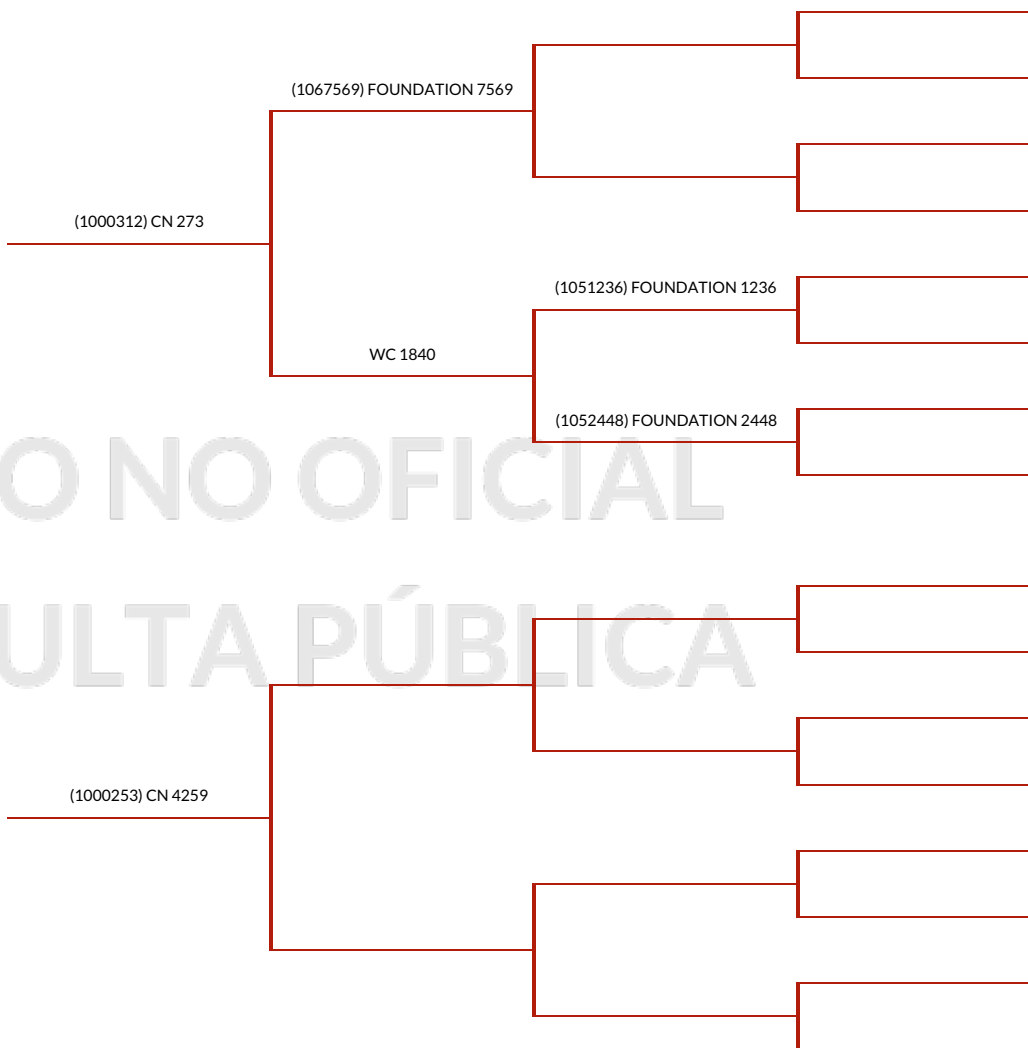 (1067569) FOUNDATION 7569
(1000312) CN 273
(1051236) FOUNDATION 1236
WC 1840
(1052448) FOUNDATION 2448
O NO OFICIAL
ULTA PÚBLICA
(1000253) CN 4259